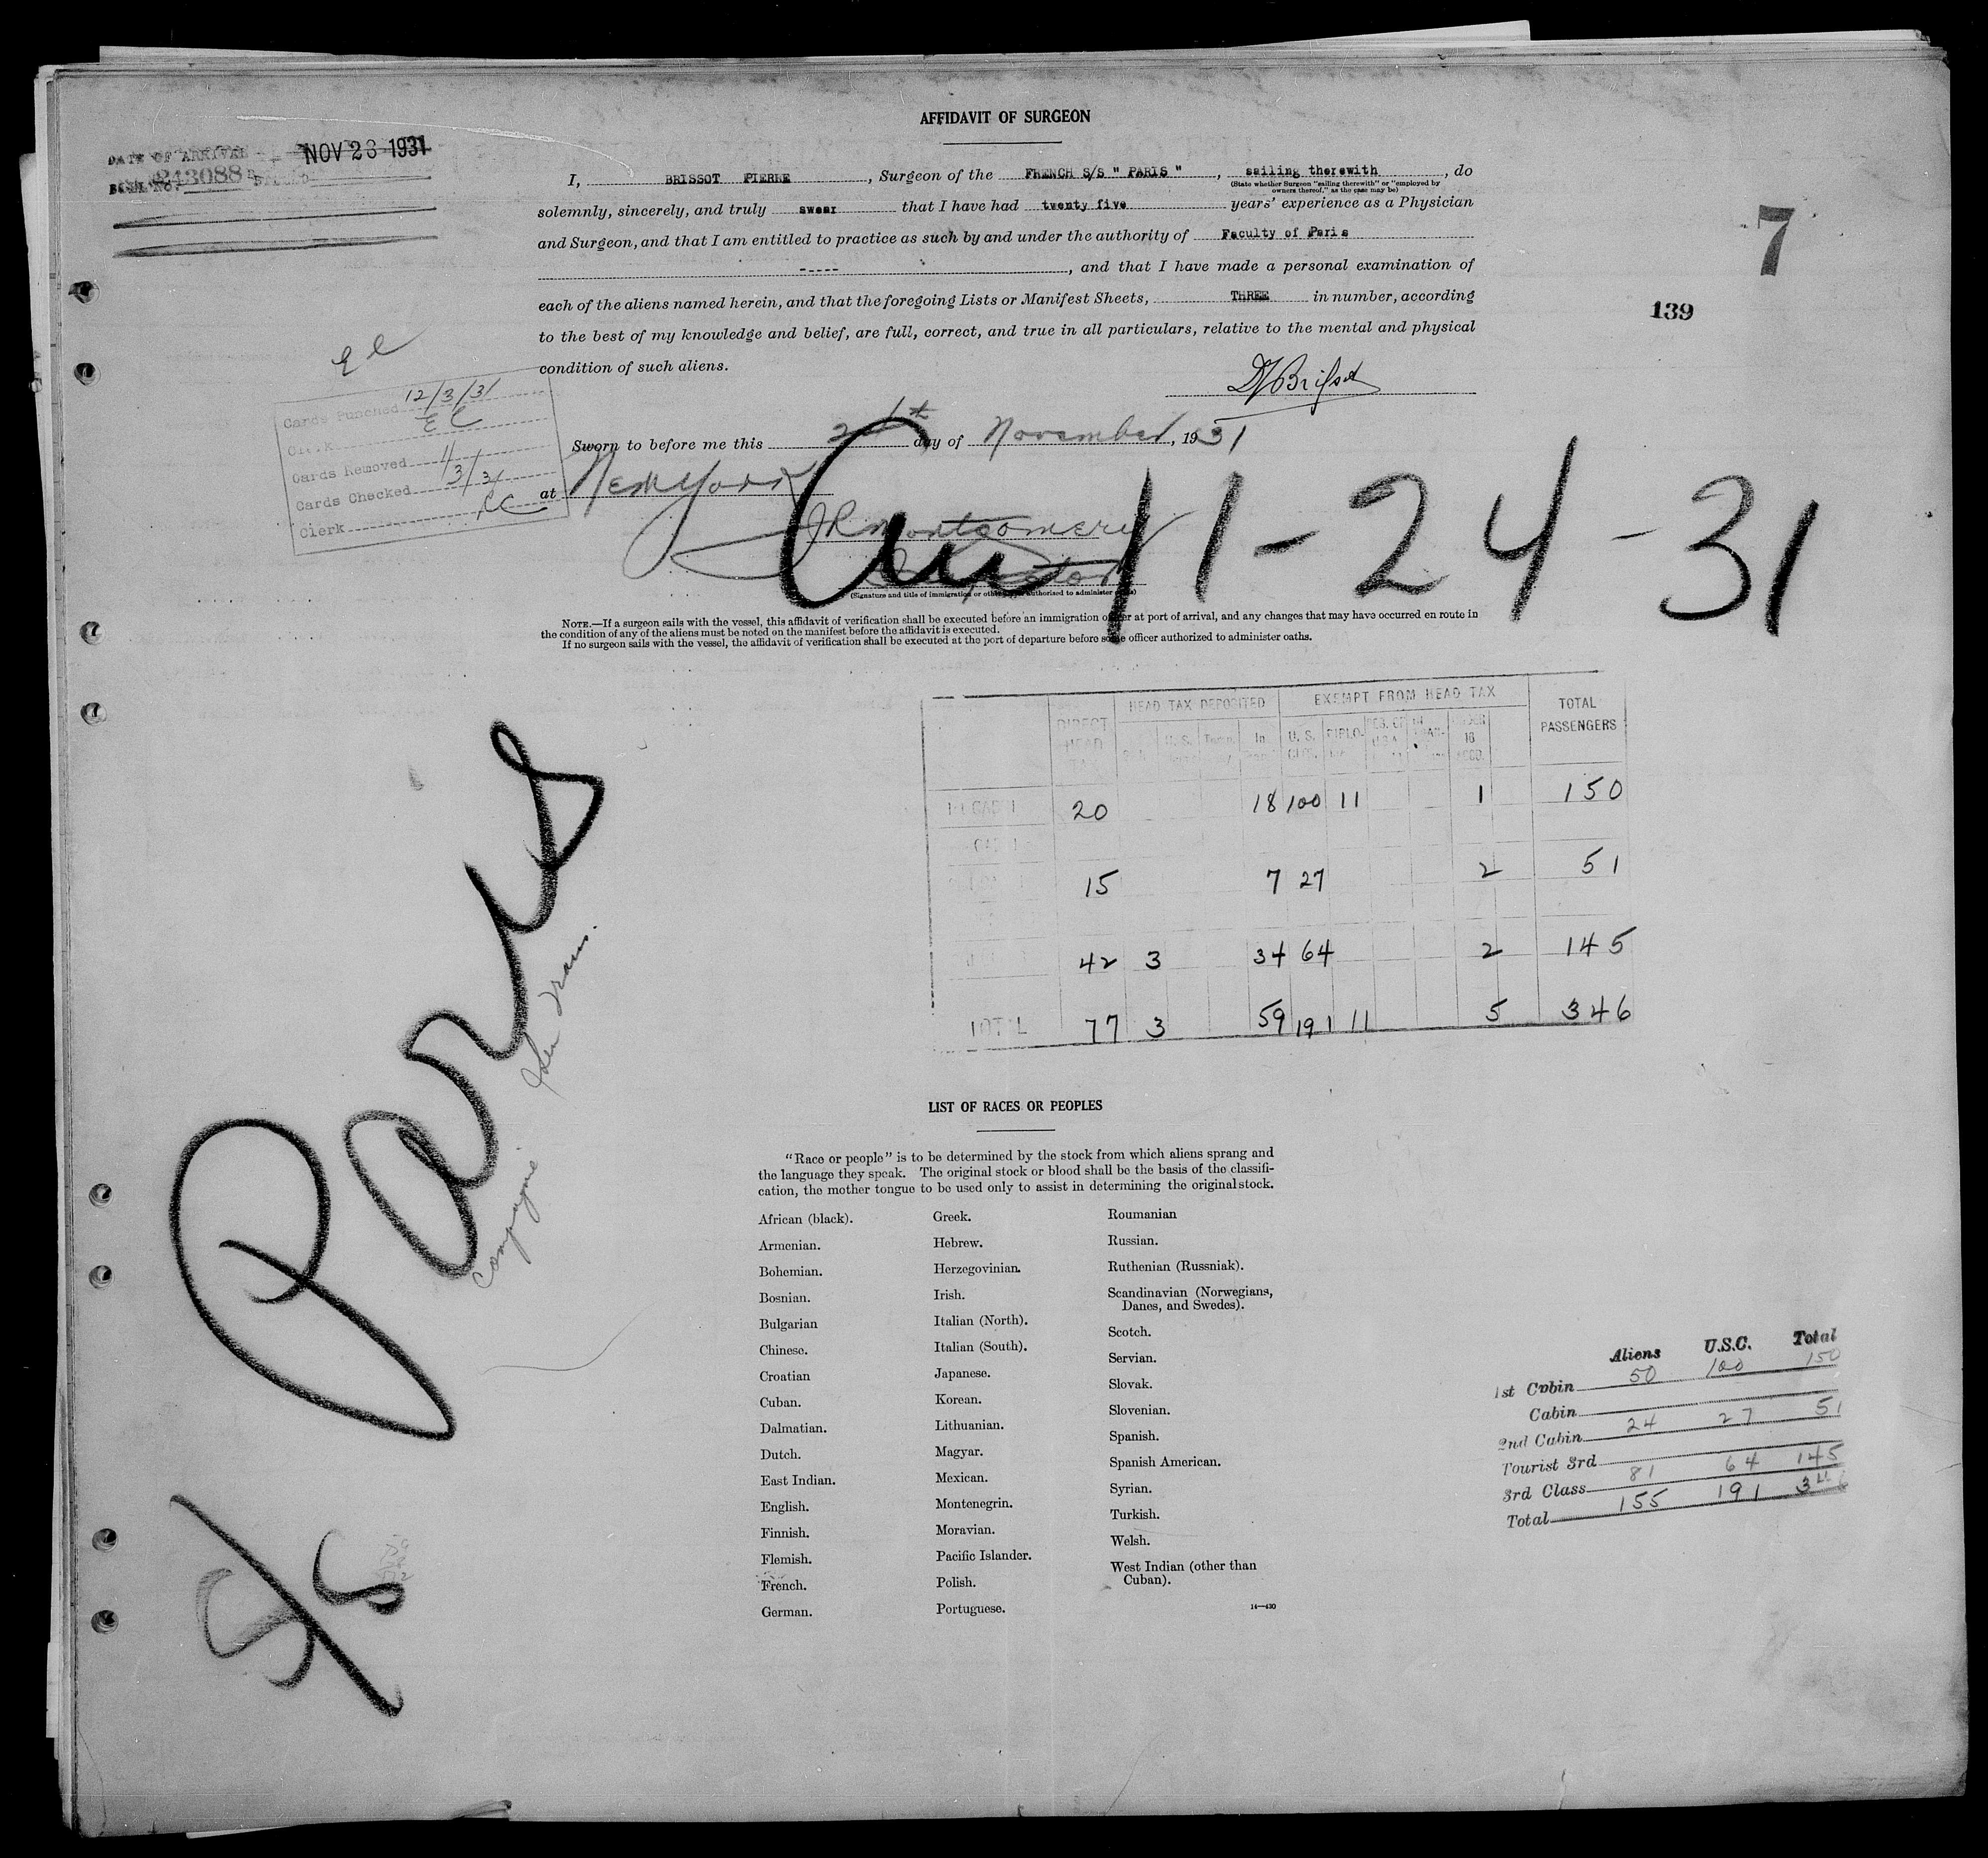 AFFIDAVIT OF SURGEON
DATE OF ARRIVAL NOV 23 1931
243088
I, BRISSOT PIERRE, Surgeon of the FRENCH S/S " PARIS ", sailing therewith, do
(State whether Surgeon "sailing therewith" or "employed by
owners thereof," as the case may be)
solemnly, sincerely, and truly swear that I have had twenty five years' experience as a Physician
and Surgeon, and that I am entitled to practice as such by and under the authority of Faculty of Paris
-----, and that I have made a personal examination of
each of the aliens named herein, and that the foregoing Lists or Manifest Sheets, THREE in number, according
to the best of my knowledge and belief, are full, correct, and true in all particulars, relative to the mental and physical
condition of such aliens.
7
139
Cards Punched 12/3/31
Clerk EC
Cards Removed
Cards Checked
Clerk
Sworn to before me this day of November, 1931
at New York
JR Montgomery
Inspector
(Signature and title of immigration or other officer authorized to administer oaths)
11-24-31
NOTE.—If a surgeon sails with the vessel, this affidavit of verification shall be executed before an immigration officer at port of arrival, and any changes that may have occurred en route in
the condition of any of the aliens must be noted on the manifest before the affidavit is executed.
If no surgeon sails with the vessel, the affidavit of verification shall be executed at the port of departure before some officer authorized to administer oaths.
DIRECT HEAD TAX HEAD TAX DEPOSITED EXEMPT FROM HEAD TAX TOTAL PASSENGERS
U.S. In U. S. DIPLO- 16
20 18 100 11 1 150
15 7 27 2 51
42 3 34 64 2 145
TOTAL 77 3 59 191 11 5 346
S/S Paris
Compagnie Gen Trans.
LIST OF RACES OR PEOPLES
"Race or people" is to be determined by the stock from which aliens sprang and
the language they speak. The original stock or blood shall be the basis of the classifi-
cation, the mother tongue to be used only to assist in determining the original stock.
African (black).
Armenian.
Bohemian.
Bosnian.
Bulgarian
Chinese.
Croatian
Cuban.
Dalmatian.
Dutch.
East Indian.
English.
Finnish.
Flemish.
French.
German.
Greek.
Hebrew.
Herzegovinian.
Irish.
Italian (North).
Italian (South).
Japanese.
Korean.
Lithuanian.
Magyar.
Mexican.
Montenegrin.
Moravian.
Pacific Islander.
Polish.
Portuguese.
Roumanian
Russian.
Ruthenian (Russniak).
Scandinavian (Norwegians,
Danes, and Swedes).
Scotch.
Servian.
Slovak.
Slovenian.
Spanish.
Spanish American.
Syrian.
Turkish.
Welsh.
West Indian (other than
Cuban).
14—430
Aliens U.S.C. Total
1st Cabin 50 100 150
Cabin
2nd Cabin 24 27 51
Tourist 3rd
3rd Class 81 64 145
Total 155 191 346